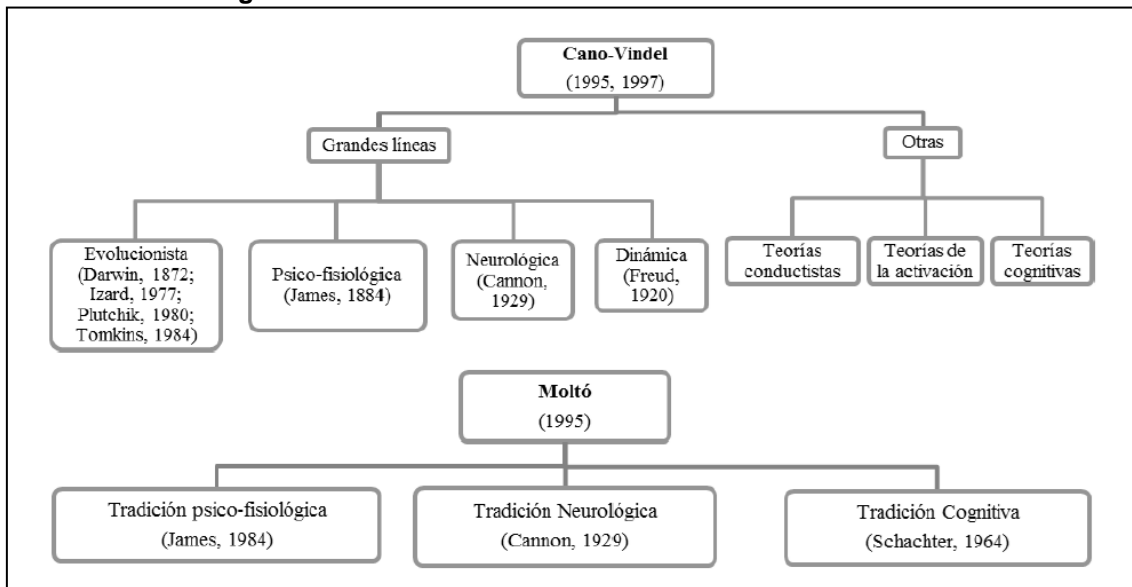 Cano-Vindel
(1995, 1997)
Grandes líneas
Otras
Evolucionista
(Darwin, 1872;
Izard, 1977;
Plutchik, 1980;
Tomkins, 1984)
Psico-fisiológica
(James, 1884)
Neurológica
(Cannon,
1929)
Dinámica
(Freud,
1920)
Teorías
conductistas
Teorías de
la activación
Teorías
cognitivas
Moltó
(1995)
Tradición psico-fisiológica
(James, 1984)
Tradición Neurológica
(Cannon, 1929)
Tradición Cognitiva
(Schachter, 1964)